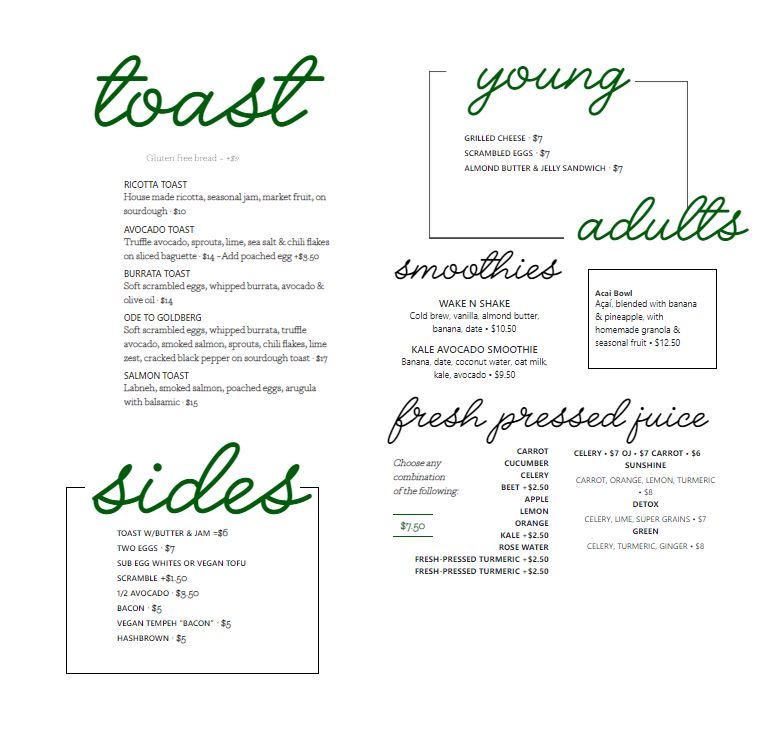 toast
Gluten free bread ~ +$2
RICOTTA TOAST
House made ricotta, seasonal jam, market fruit, on
sourdough · $10
AVOCADO TOAST
Truffle avocado, sprouts, lime, sea salt & chili flakes
on sliced baguette · $14 ~Add poached egg +$3.50
BURRATA TOAST
Soft scrambled eggs, whipped burrata, avocado &
olive oil · $14
ODE TO GOLDBERG
Soft scrambled eggs, whipped burrata, truffle
avocado, smoked salmon, sprouts, chili flakes, lime
zest, cracked black pepper on sourdough toast · $17
SALMON TOAST
Labneh, smoked salmon, poached eggs, arugula
with balsamic · $15
sides
TOAST W/BUTTER & JAM ~$6
TWO EGGS · $7
SUB EGG WHITES OR VEGAN TOFU
SCRAMBLE +$1.50
1/2 AVOCADO · $3.50
BACON · $5
VEGAN TEMPEH "BACON" · $5
HASHBROWN · $5
young
GRILLED CHEESE · $7
SCRAMBLED EGGS · $7
ALMOND BUTTER & JELLY SANDWICH · $7
adults
smoothies
WAKE N SHAKE
Cold brew, vanilla, almond butter,
banana, date • $10.50
KALE AVOCADO SMOOTHIE
Banana, date, coconut water, oat milk,
kale, avocado • $9.50
Acai Bowl
Açaí, blended with banana
& pineapple, with
homemade granola &
seasonal fruit • $12.50
fresh pressed juice
Choose any
combination
of the following:
$7.50
CARROT
CUCUMBER
CELERY
BEET +$2.50
APPLE
LEMON
ORANGE
KALE +$2.50
ROSE WATER
FRESH-PRESSED TURMERIC +$2.50
FRESH-PRESSED TURMERIC +$2.50
CELERY • $7 OJ • $7 CARROT • $6
SUNSHINE
CARROT, ORANGE, LEMON, TURMERIC
• $8
DETOX
CELERY, LIME, SUPER GRAINS • $7
GREEN
CELERY, TURMERIC, GINGER • $8